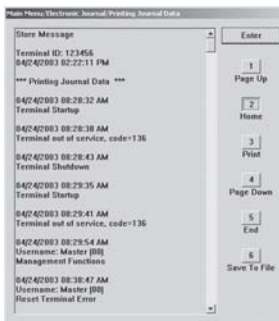 Main Menu/Electronic Journal/Printing Journal Data
Store Message
Terminal ID: 123456
04/24/2003 02:22:11 PM
*** Printing Journal Data ***
04/24/2003 08:28:32 AM
Terminal Startup
04/24/2003 08:28:38 AM
Terminal out of service, code=136
04/24/2003 08:28:43 AM
Terminal Shutdown
04/24/2003 08:29:35 AM
Terminal Startup
04/24/2003 08:29:41 AM
Terminal out of service, code=136
04/24/2003 08:29:54 AM
Username: Master [00]
Management Functions
04/24/2003 08:30:47 AM
Username: Master [00]
Reset Terminal Error
Enter
1
Page Up
2
Home
3
Print
4
Page Down
5
End
6
Save To File